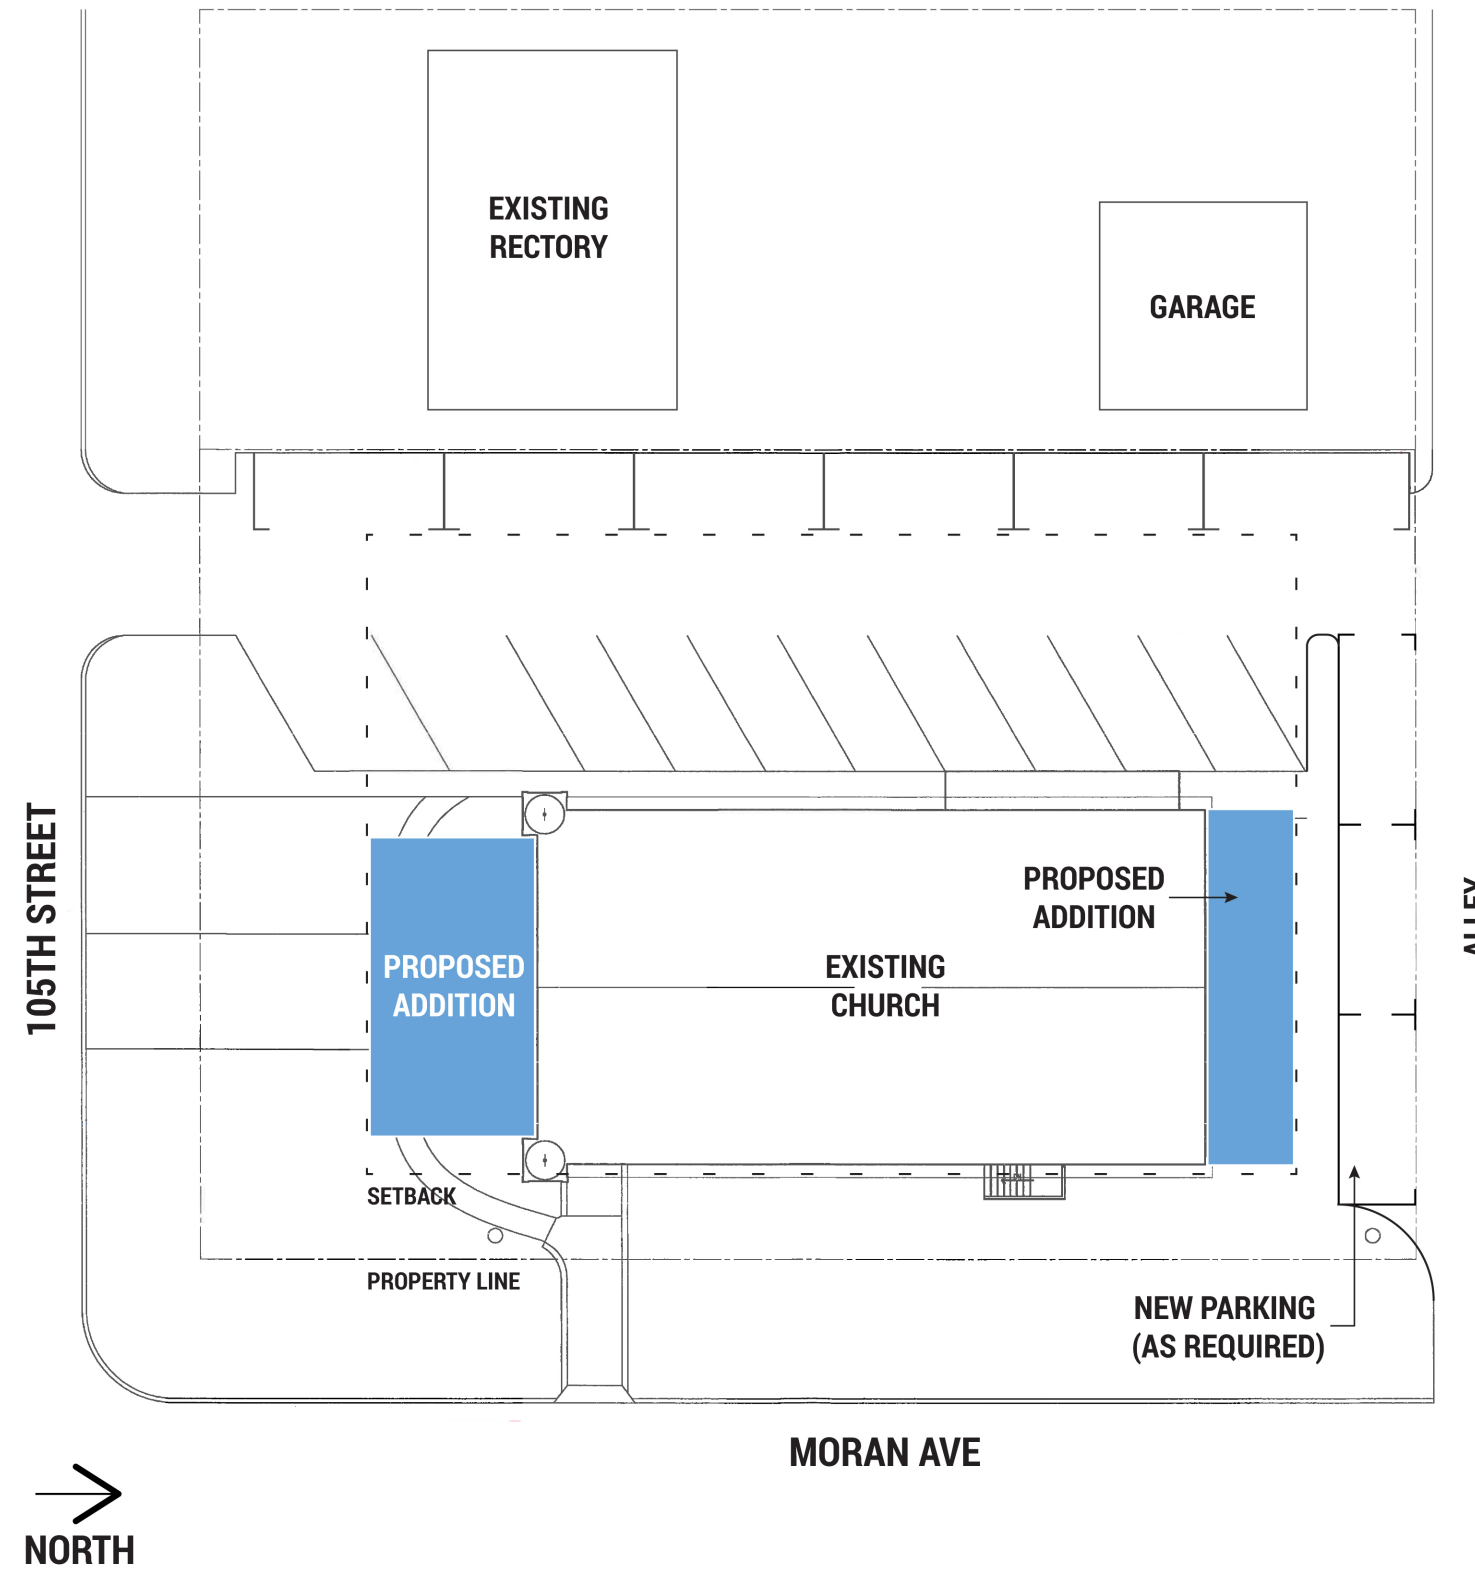 EXISTING
RECTORY
GARAGE
105TH STREET
PROPOSED
ADDITION
EXISTING
CHURCH
PROPOSED
ADDITION
SETBACK
PROPERTY LINE
NEW PARKING
(AS REQUIRED)
MORAN AVE
NORTH